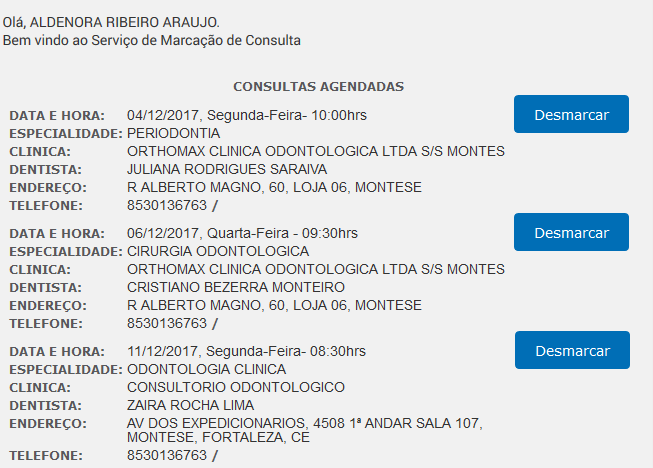 Olá, ALDENORA RIBEIRO ARAUJO.
Bem vindo ao Serviço de Marcação de Consulta
CONSULTAS AGENDADAS
DATA E HORA: 04/12/2017, Segunda-Feira- 10:00hrs Desmarcar
ESPECIALIDADE: PERIODONTIA
CLINICA: ORTHOMAX CLINICA ODONTOLOGICA LTDA S/S MONTES
DENTISTA: JULIANA RODRIGUES SARAIVA
ENDEREÇO: R ALBERTO MAGNO, 60, LOJA 06, MONTESE
TELEFONE: 8530136763 /
DATA E HORA: 06/12/2017, Quarta-Feira - 09:30hrs Desmarcar
ESPECIALIDADE: CIRURGIA ODONTOLOGICA
CLINICA: ORTHOMAX CLINICA ODONTOLOGICA LTDA S/S MONTES
DENTISTA: CRISTIANO BEZERRA MONTEIRO
ENDEREÇO: R ALBERTO MAGNO, 60, LOJA 06, MONTESE
TELEFONE: 8530136763 /
DATA E HORA: 11/12/2017, Segunda-Feira- 08:30hrs Desmarcar
ESPECIALIDADE: ODONTOLOGIA CLINICA
CLINICA: CONSULTORIO ODONTOLOGICO
DENTISTA: ZAIRA ROCHA LIMA
ENDEREÇO: AV DOS EXPEDICIONARIOS, 4508 1ª ANDAR SALA 107,
MONTESE, FORTALEZA, CE
TELEFONE: 8530136763 /